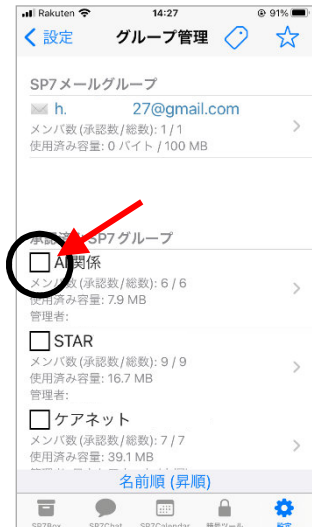 Rakuten 14:27 91%
設定 グループ管理
SP7メールグループ
h. 27@gmail.com
メンバ数(承認数/総数): 1 / 1
使用済み容量: 0 バイト / 100 MB
SP7グループ
AI関係
メンバ数(承認数/総数): 6 / 6
使用済み容量: 7.9 MB
管理者:
STAR
メンバ数(承認数/総数): 9 / 9
使用済み容量: 16.7 MB
管理者:
ケアネット
メンバ数(承認数/総数): 7 / 7
使用済み容量: 39.1 MB
名前順 (昇順)
SP7Box SP7Chat SP7Calendar 設定